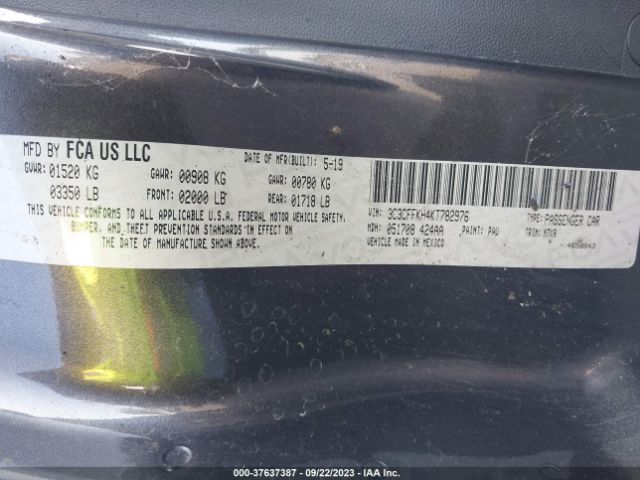 MFD BY FCA US LLC
DATE OF MFR(BUILT): 5-19
GVWR: 01520 KG
GAWR: 00908 KG
GAWR: 00780 KG
03350 LB
FRONT: 02000 LB
REAR: 01718 LB
THIS VEHICLE CONFORMS TO ALL APPLICABLE U.S.A. FEDERAL MOTOR VEHICLE SAFETY,
BUMPER, AND THEFT PREVENTION STANDARDS IN EFFECT ON
THE DATE OF MANUFACTURE SHOWN ABOVE.
VIN: 3C3CFFKH4KT782976
TYPE: PASSENGER CAR
MDH: 051708 424AA
PAINT: PAU
TRIM:
VEHICLE MADE IN MEXICO
000-37637387 - 09/22/2023 - IAA Inc.